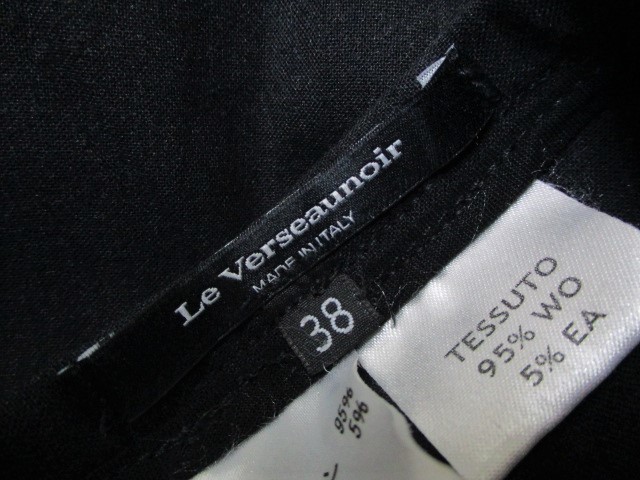 Le Verseaunoir
MADE IN ITALY
38
TESSUTO
95% WO
5% EA
95%
5%